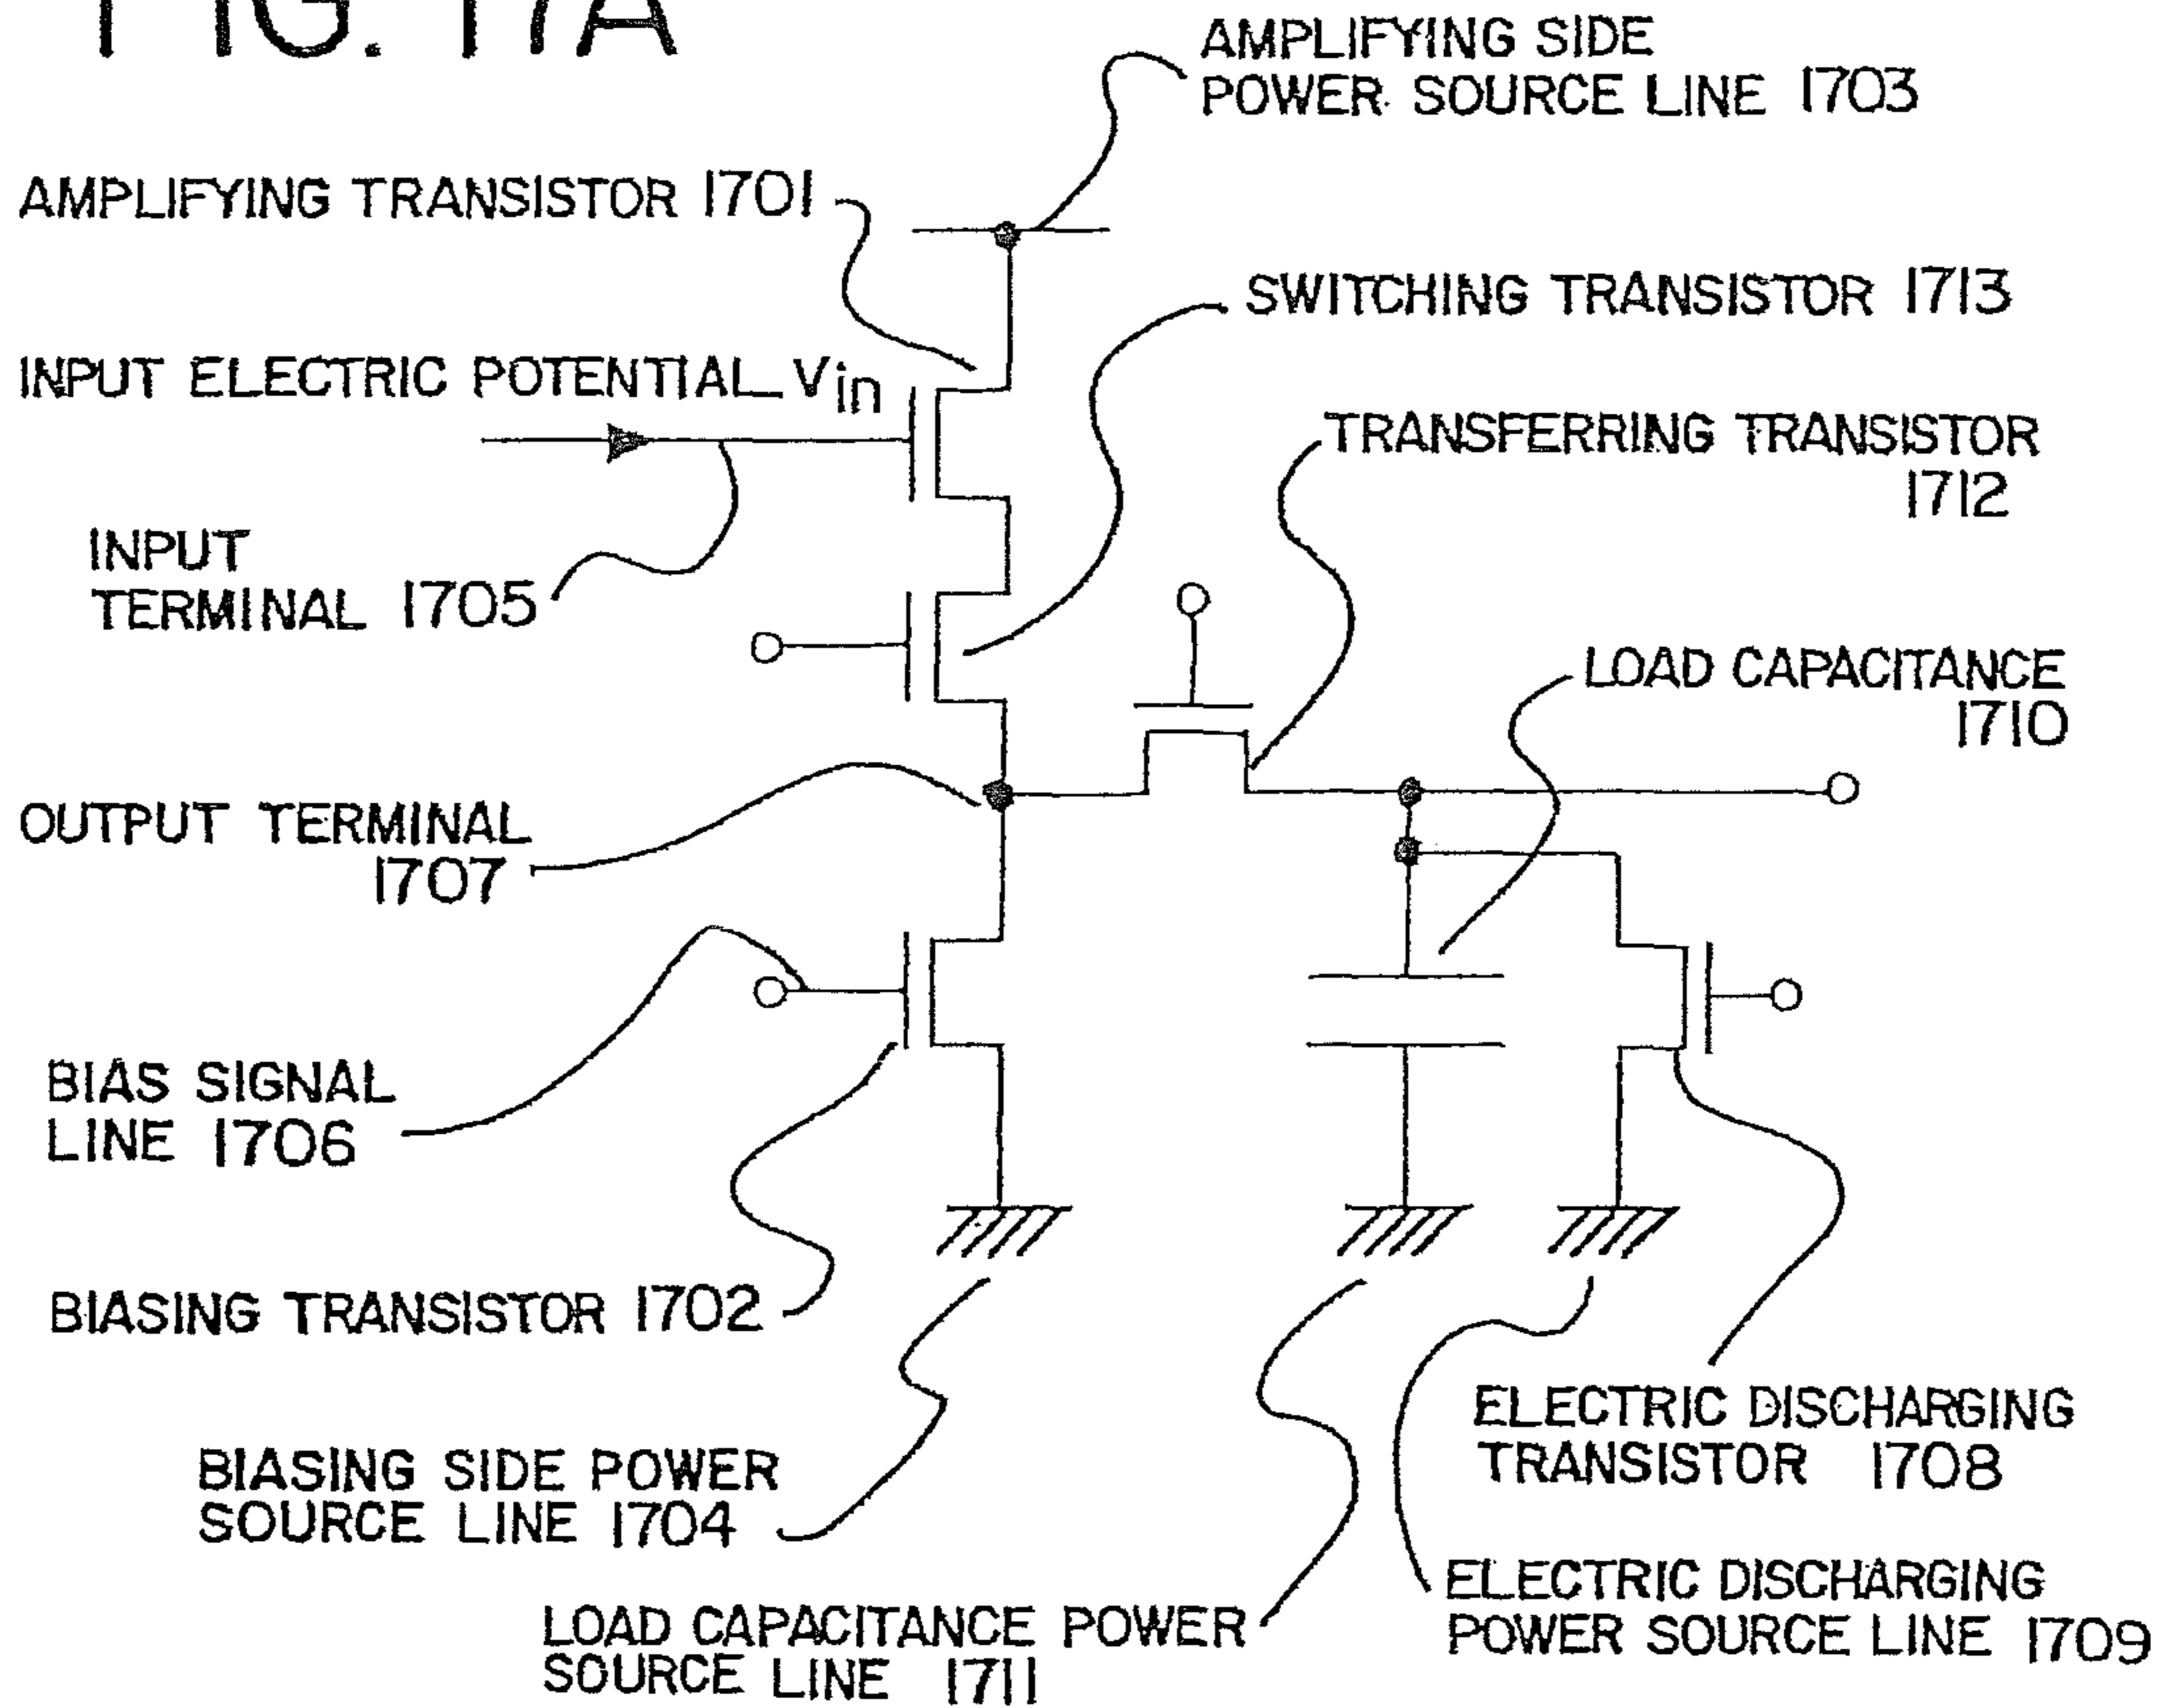 FIG. 17A
AMPLIFYING SIDE
POWER SOURCE LINE 1703
AMPLIFYING TRANSISTOR 1701
SWITCHING TRANSISTOR 1713
INPUT ELECTRIC POTENTIAL Vin
TRANSFERRING TRANSISTOR
1712
INPUT
TERMINAL 1705
LOAD CAPACITANCE
1710
OUTPUT TERMINAL
1707
BIAS SIGNAL
LINE 1706
BIASING TRANSISTOR 1702
ELECTRIC DISCHARGING
TRANSISTOR 1708
BIASING SIDE POWER
SOURCE LINE 1704
ELECTRIC DISCHARGING
POWER SOURCE LINE 1709
LOAD CAPACITANCE POWER
SOURCE LINE 1711